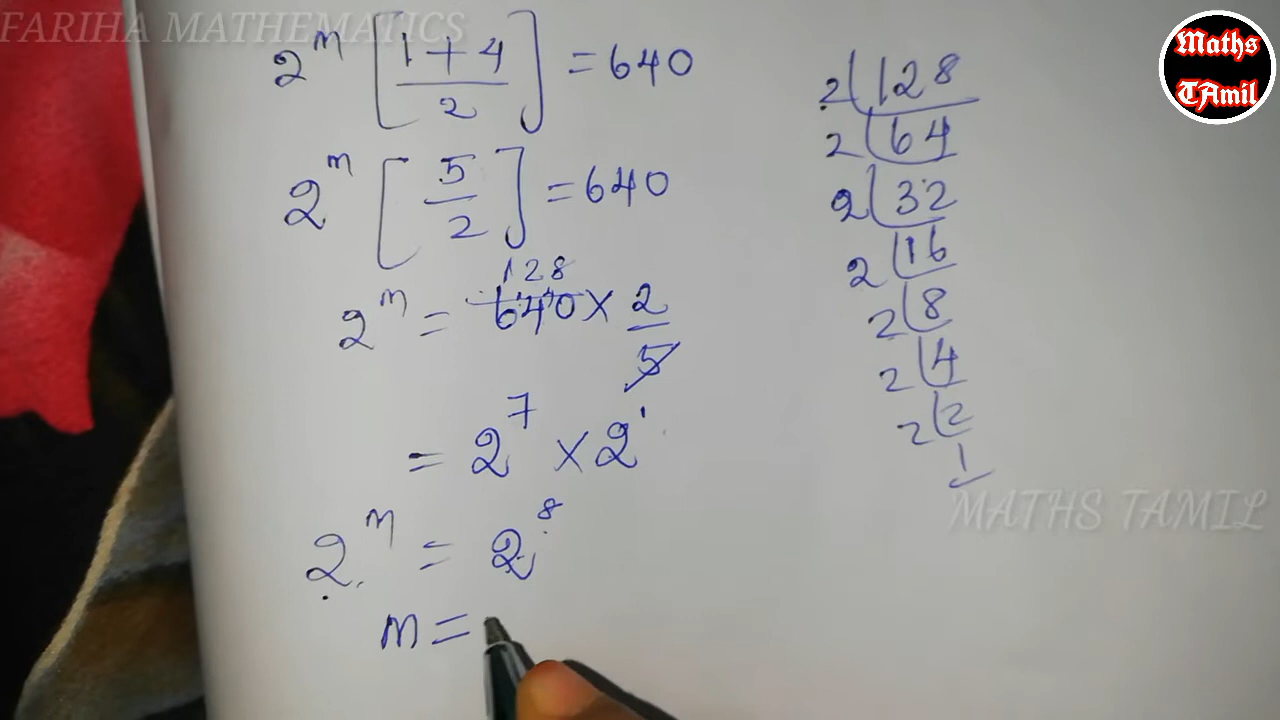 FARIHA MATHEMATICS
Maths
TAmil
2^m [(1+4)/2] = 640
2^m [5/2] = 640
128
2^m = 640 × 2/5
= 2^7 × 2^1
2^m = 2^8
m =
2 | 128
2 | 64
2 | 32
2 | 16
2 | 8
2 | 4
2 | 2
1
MATHS TAMIL